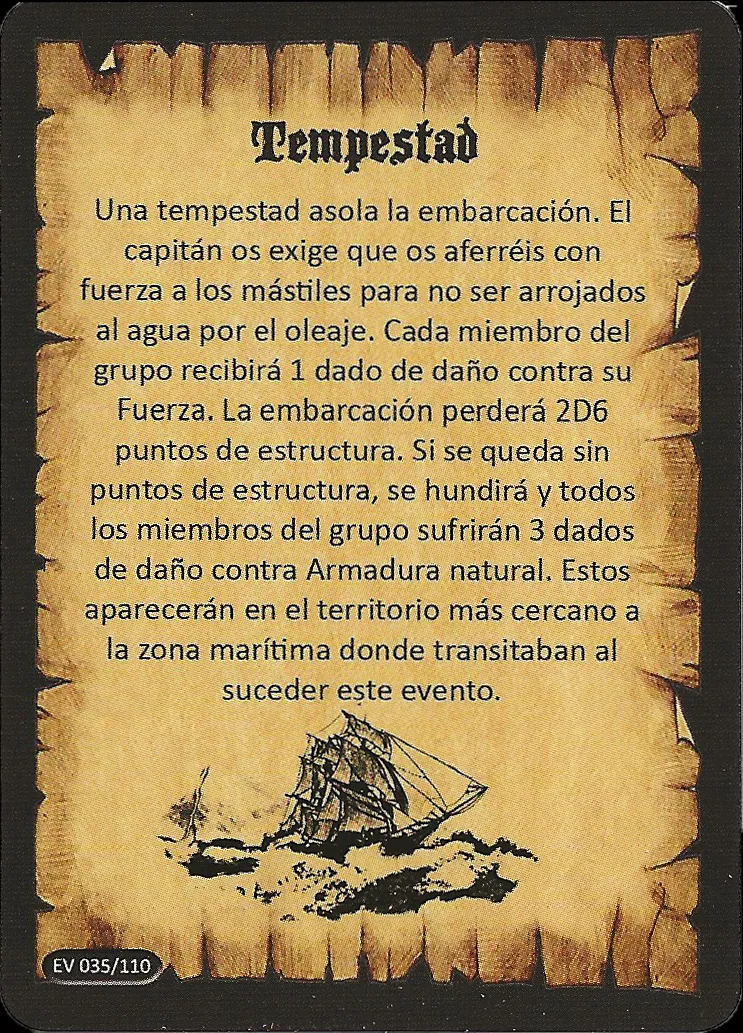 Tempestad
Una tempestad asola la embarcación. El
capitán os exige que os aferréis con
fuerza a los mástiles para no ser arrojados
al agua por el oleaje. Cada miembro del
grupo recibirá 1 dado de daño contra su
Fuerza. La embarcación perderá 2D6
puntos de estructura. Si se queda sin
puntos de estructura, se hundirá y todos
los miembros del grupo sufrirán 3 dados
de daño contra Armadura natural. Estos
aparecerán en el territorio más cercano a
la zona marítima donde transitaban al
suceder este evento.
EV 035/110